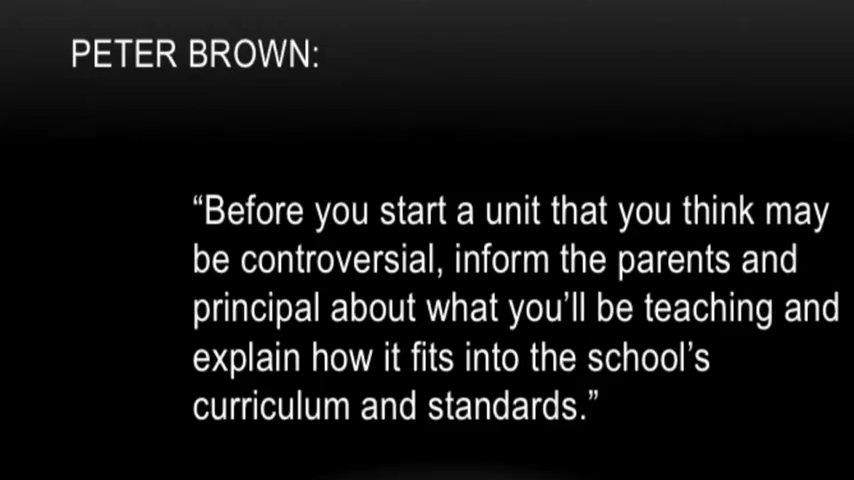 PETER BROWN:
“Before you start a unit that you think may
be controversial, inform the parents and
principal about what you’ll be teaching and
explain how it fits into the school’s
curriculum and standards.”